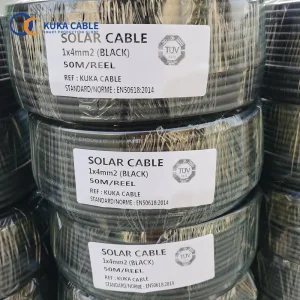 KUKA CABLE
SOLAR CABLE
1x4mm2 (BLACK)
50M/REEL
REF : KUKA CABLE
STANDARD/NORME : EN50618:2014
TÜV
SOLAR CABLE
1x4mm2 (BLACK)
50M/REEL
REF : KUKA CABLE
STANDARD/NORME : EN50618:2014
TÜV
SOLAR CABLE
1x4mm2 (BLACK)
50M/REEL
REF : KUKA CABLE
STANDARD/NORME : EN50618:2014
TÜV